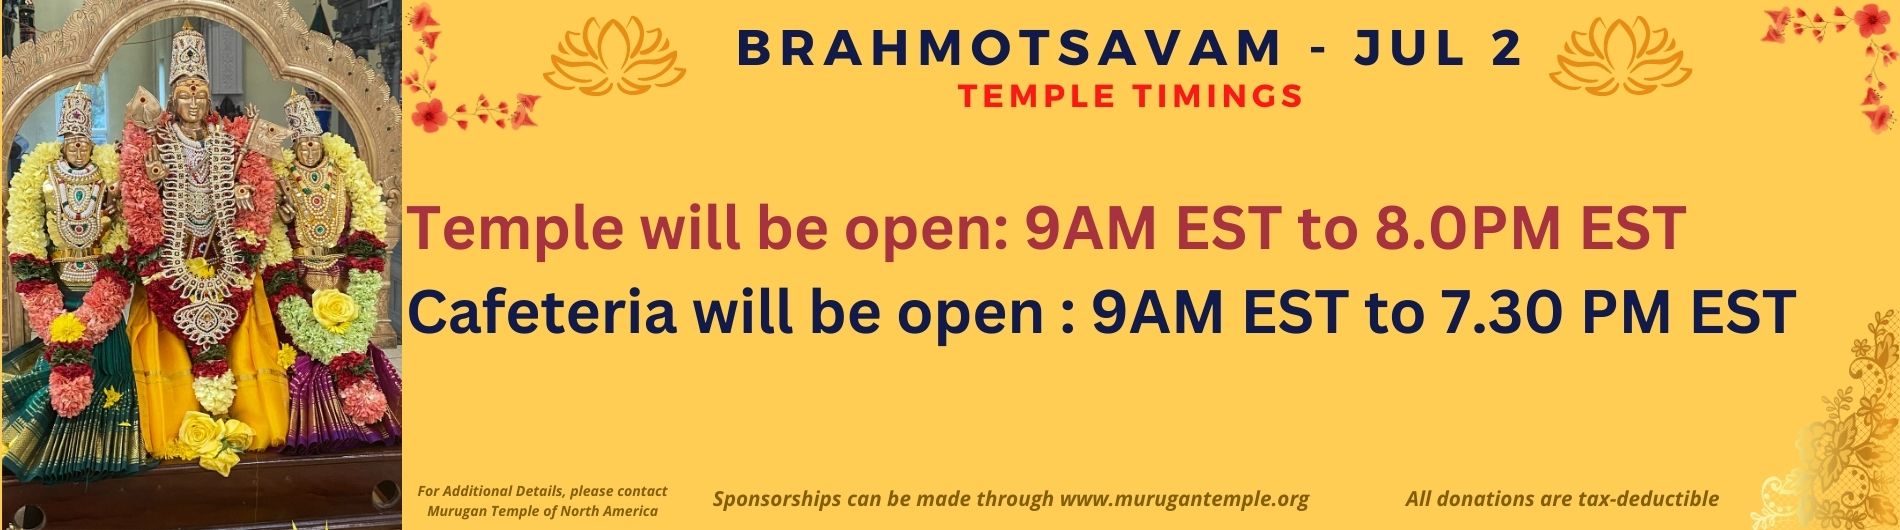 BRAHMOTSAVAM - JUL 2
TEMPLE TIMINGS
Temple will be open: 9AM EST to 8.0PM EST
Cafeteria will be open : 9AM EST to 7.30 PM EST
For Additional Details, please contact
Murugan Temple of North America
Sponsorships can be made through www.murugantemple.org
All donations are tax-deductible